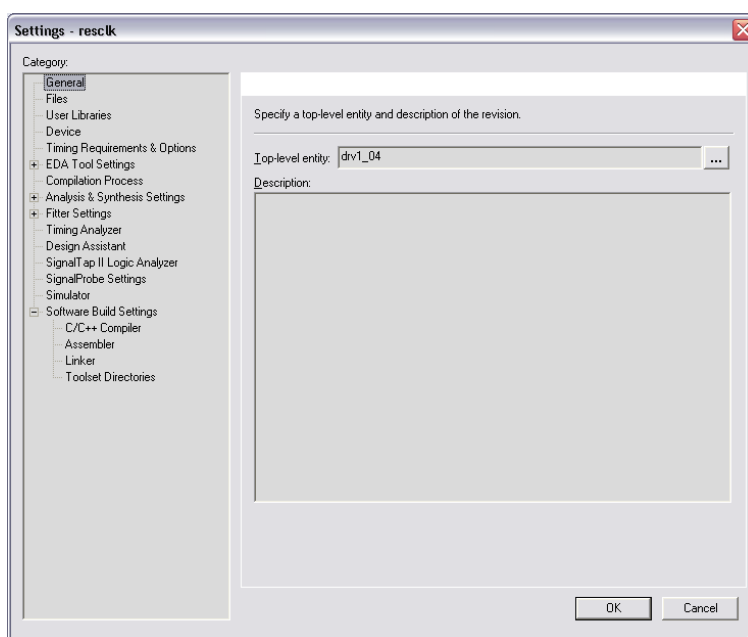 Settings - resclk
Category:
General
Files
User Libraries
Device
Timing Requirements & Options
EDA Tool Settings
Compilation Process
Analysis & Synthesis Settings
Fitter Settings
Timing Analyzer
Design Assistant
SignalTap II Logic Analyzer
SignalProbe Settings
Simulator
Software Build Settings
C/C++ Compiler
Assembler
Linker
Toolset Directories
Specify a top-level entity and description of the revision.
Top-level entity: drv1_04 ...
Description:
OK Cancel